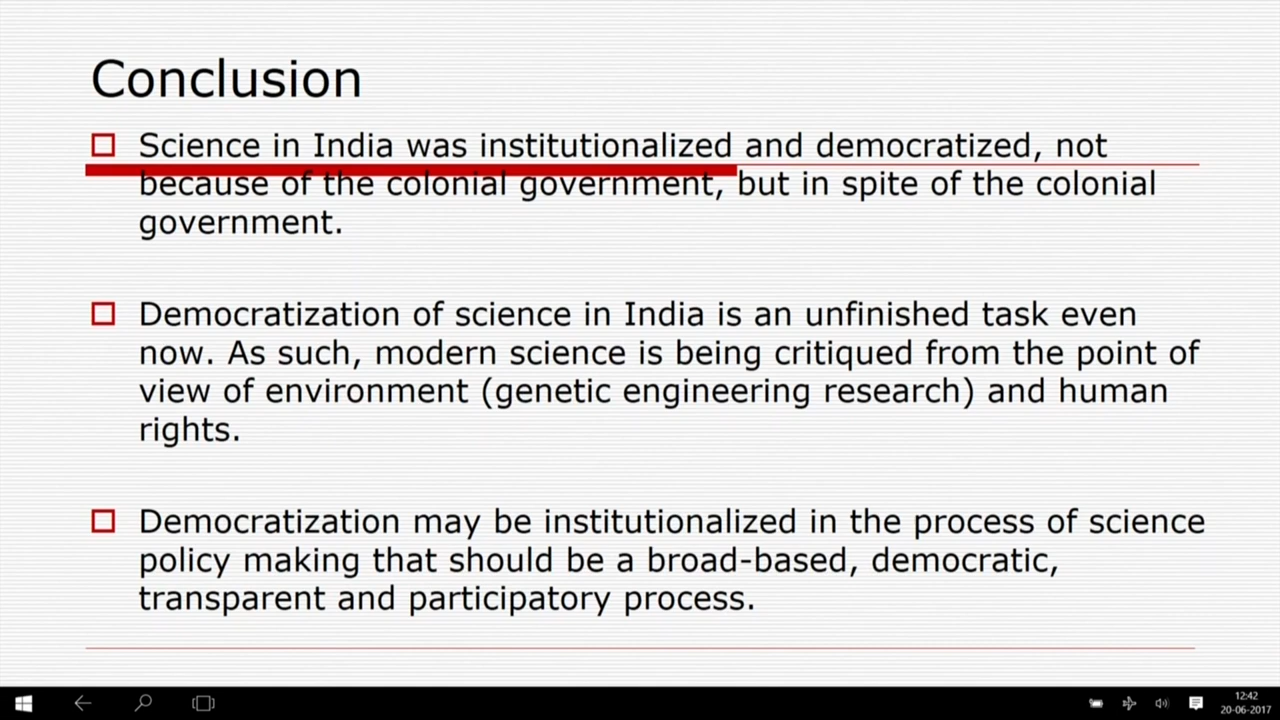 Conclusion
Science in India was institutionalized and democratized, not
because of the colonial government, but in spite of the colonial
government.
Democratization of science in India is an unfinished task even
now. As such, modern science is being critiqued from the point of
view of environment (genetic engineering research) and human
rights.
Democratization may be institutionalized in the process of science
policy making that should be a broad-based, democratic,
transparent and participatory process.
12:42
20-06-2017